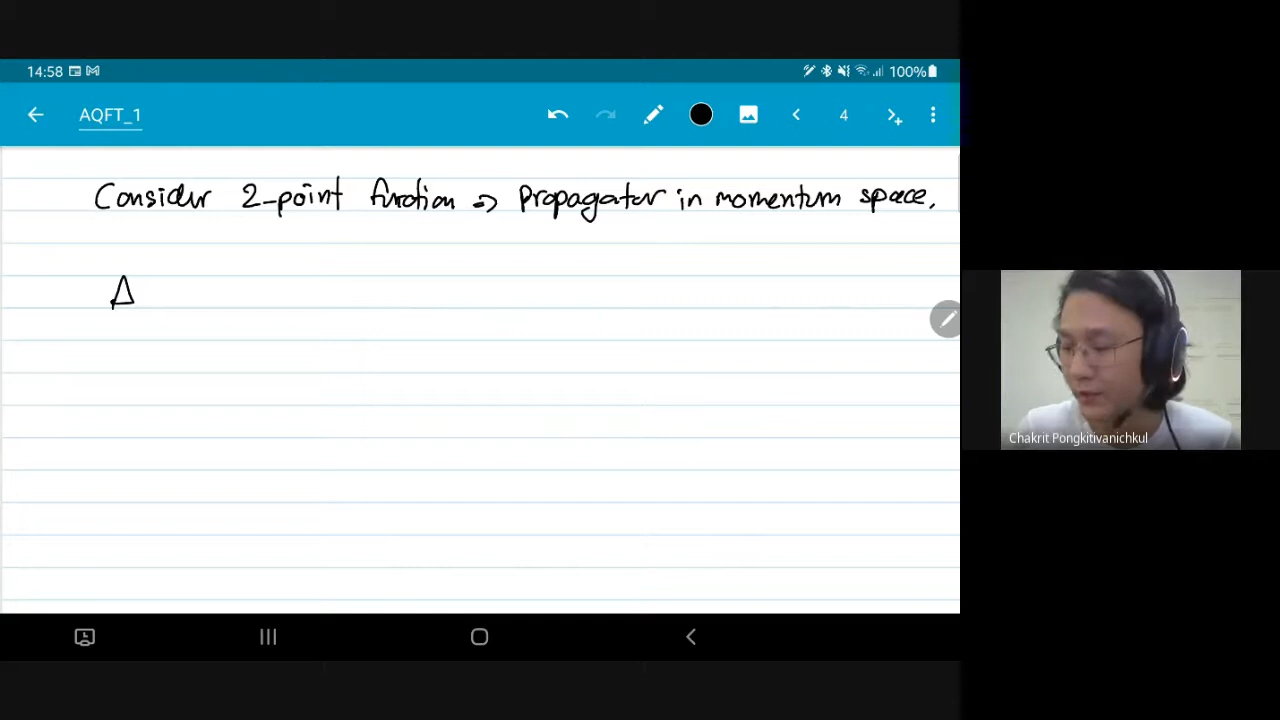 14:58 100%
AQFT_1 4
Consider 2-point function ⇒ propagator in momentum space.
Δ
Chakrit Pongkitivanichkul